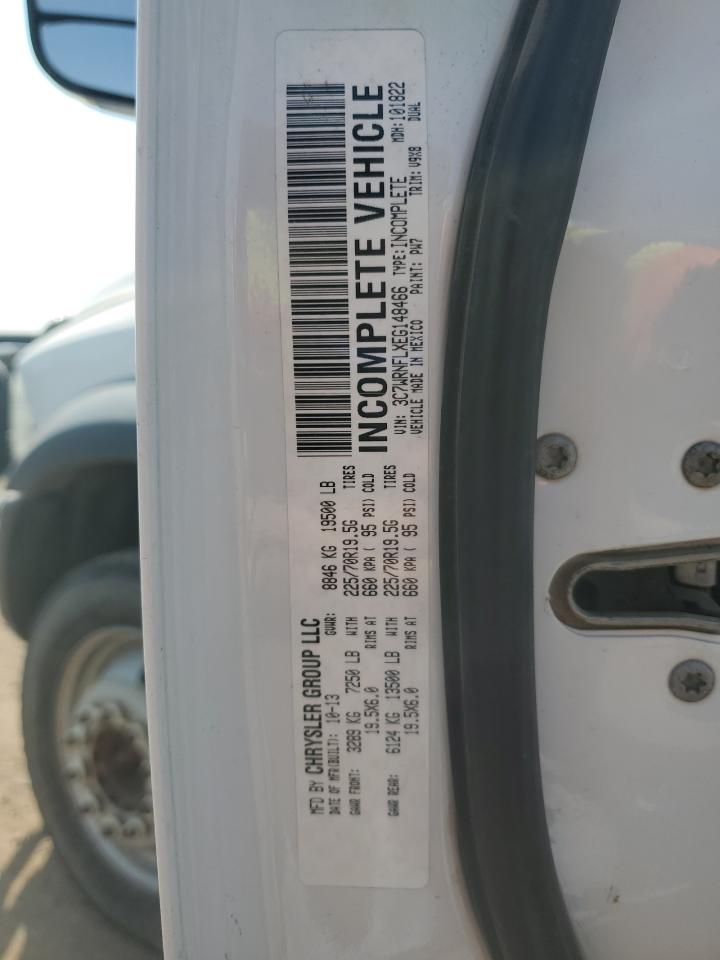 MFD BY CHRYSLER GROUP LLC
DATE OF MFR(BUILT): 10-13 GVWR: 8846 KG 19500 LB
GAWR FRONT: 3289 KG 7250 LB WITH 225/70R19.5G TIRES
19.5X6.0 RIMS AT 660 KPA ( 95 PSI) COLD
GAWR REAR: 6124 KG 13500 LB WITH 225/70R19.5G TIRES
19.5X6.0 RIMS AT 660 KPA ( 95 PSI) COLD
INCOMPLETE VEHICLE
MDH:101822
VIN: 3C7WRNFLXEG148466 TYPE:INCOMPLETE DUAL
VEHICLE MADE IN MEXICO PAINT: PW7 TRIM: V9X8